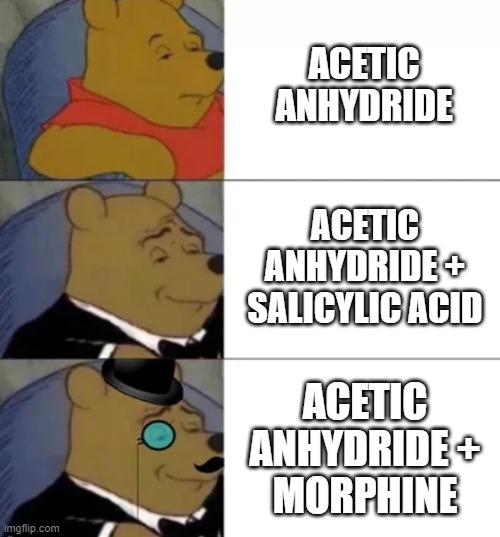 ACETIC
ANHYDRIDE
ACETIC
ANHYDRIDE +
SALICYLIC ACID
ACETIC
ANHYDRIDE +
MORPHINE
imgflip.com